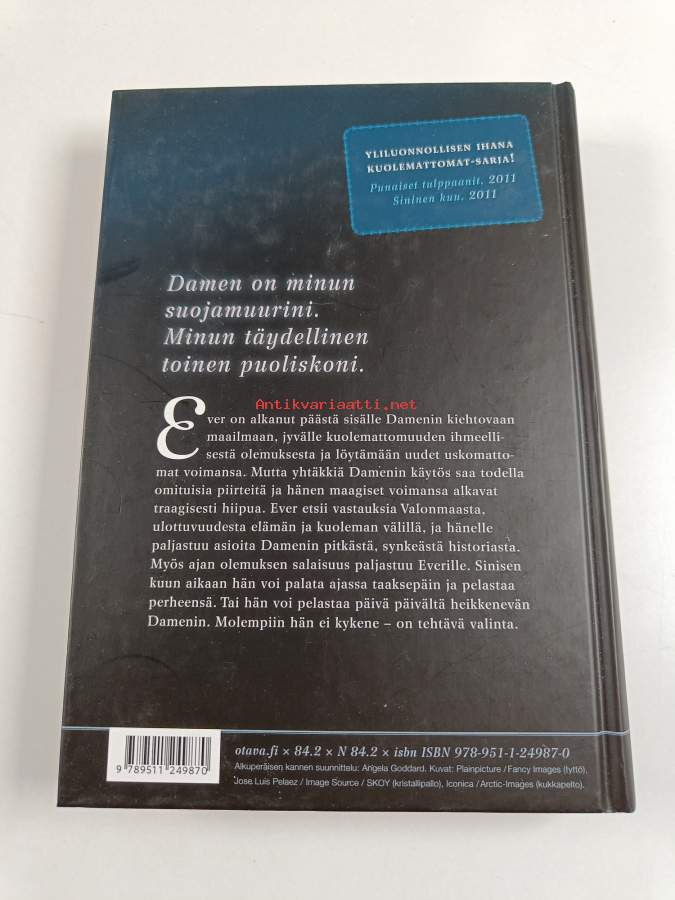 YLILUONNOLLISEN IHANA
KUOLEMATTOMAT-SARJA!
Punaiset tulppaanit, 2011
Sininen kuu, 2011
Damen on minun
suojamuurini.
Minun täydellinen
toinen puoliskoni.
Antikvariaatti.net
Ever on alkanut päästä sisälle Damenin kiehtovaan
maailmaan, jyvälle kuolemattomuuden ihmeelli-
sestä olemuksesta ja löytämään uudet uskomatto-
mat voimansa. Mutta yhtäkkiä Damenin käytös saa todella
omituisia piirteitä ja hänen maagiset voimansa alkavat
traagisesti hiipua. Ever etsii vastauksia Valonmaasta,
ulottuvuudesta elämän ja kuoleman välillä, ja hänelle
paljastuu asioita Damenin pitkästä, synkeästä historiasta.
Myös ajan olemuksen salaisuus paljastuu Everille. Sinisen
kuun aikaan hän voi palata ajassa taaksepäin ja pelastaa
perheensä. Tai hän voi pelastaa päivä päivältä heikkenevän
Damenin. Molempiin hän ei kykene – on tehtävä valinta.
otava.fi × 84.2 × N 84.2 × isbn ISBN 978-951-1-24987-0
Alkuperäisen kannen suunnittelu: Angela Goddard. Kuvat: Plainpicture / Fancy Images (tyttö),
Jose Luis Pelaez / Image Source / SKOY (kristallipallo), Iconica / Arctic-Images (kukkapelto).
9 789511 249870